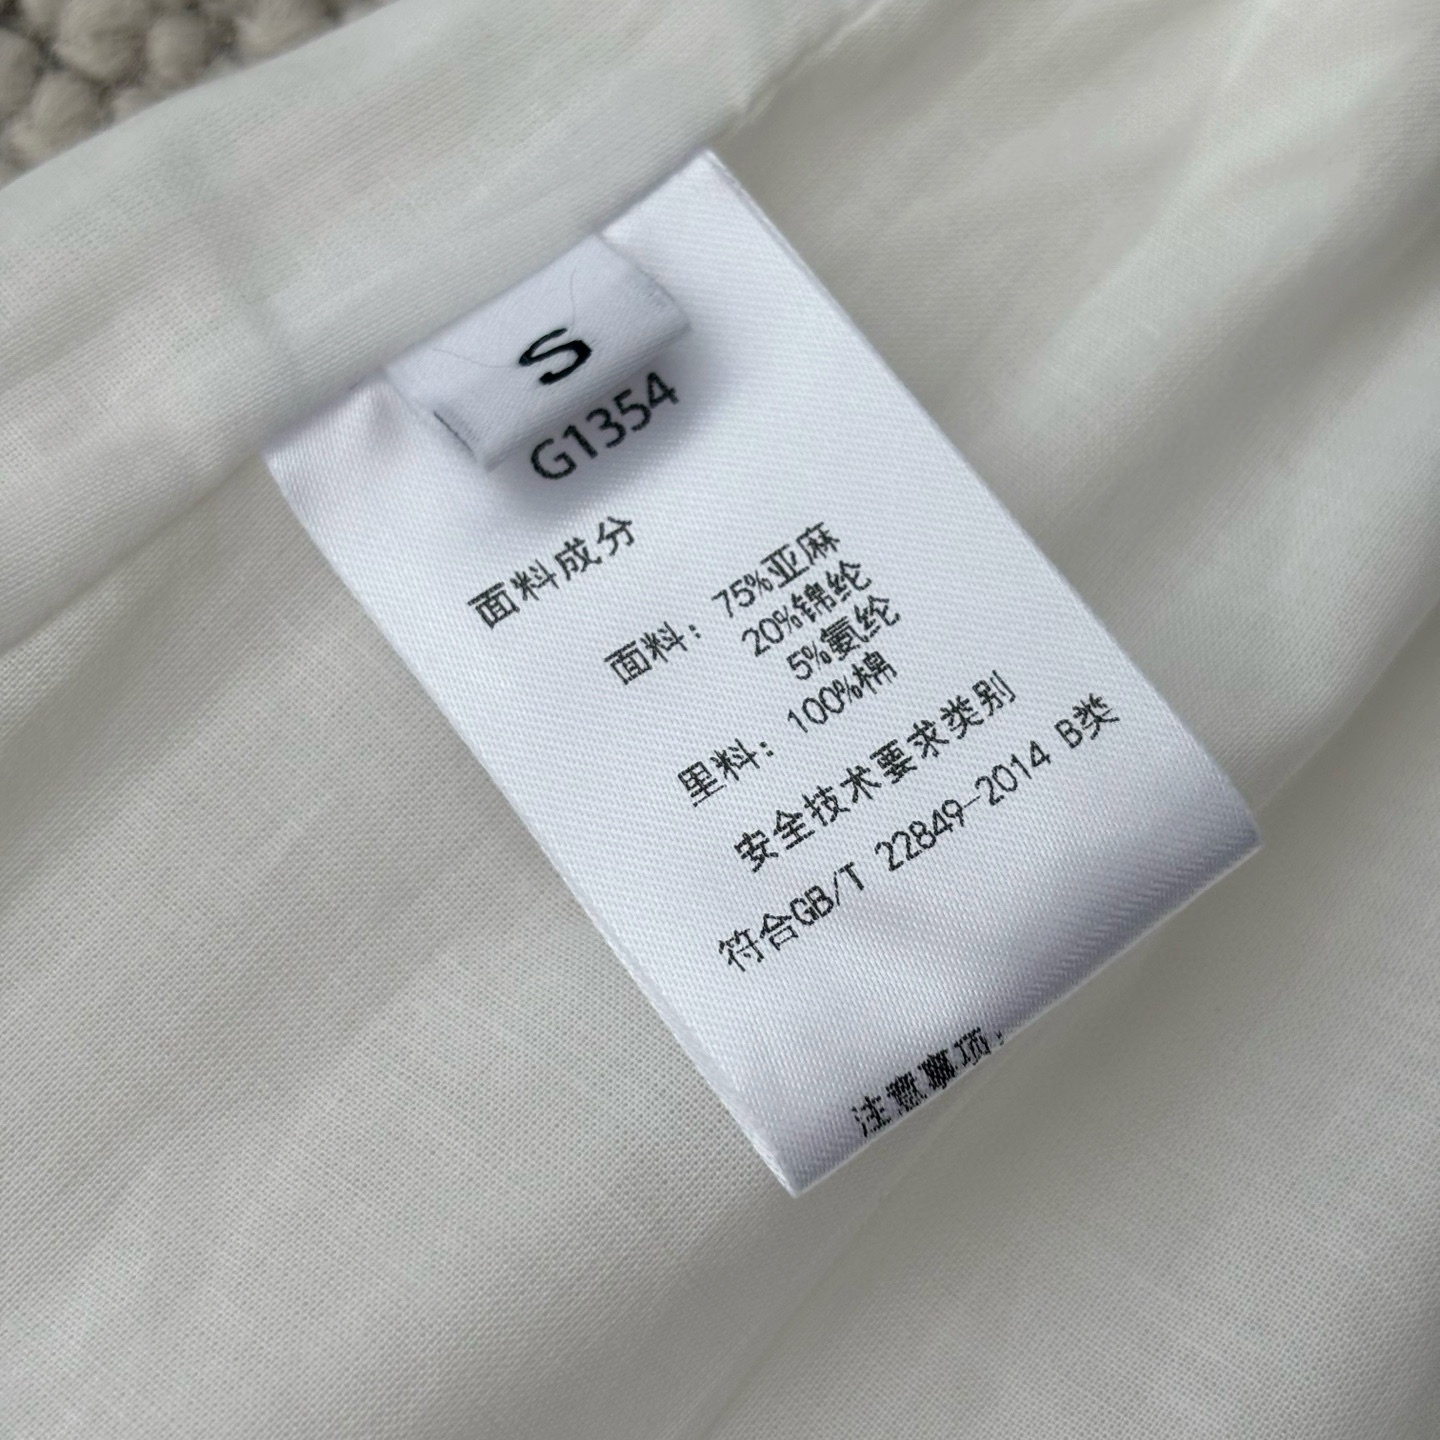 S
G1354
面料成分
面料: 75%亚麻
20%锦纶
5%氨纶
里料: 100%棉
安全技术要求类别
符合GB/T 22849-2014 B类
注意事项: